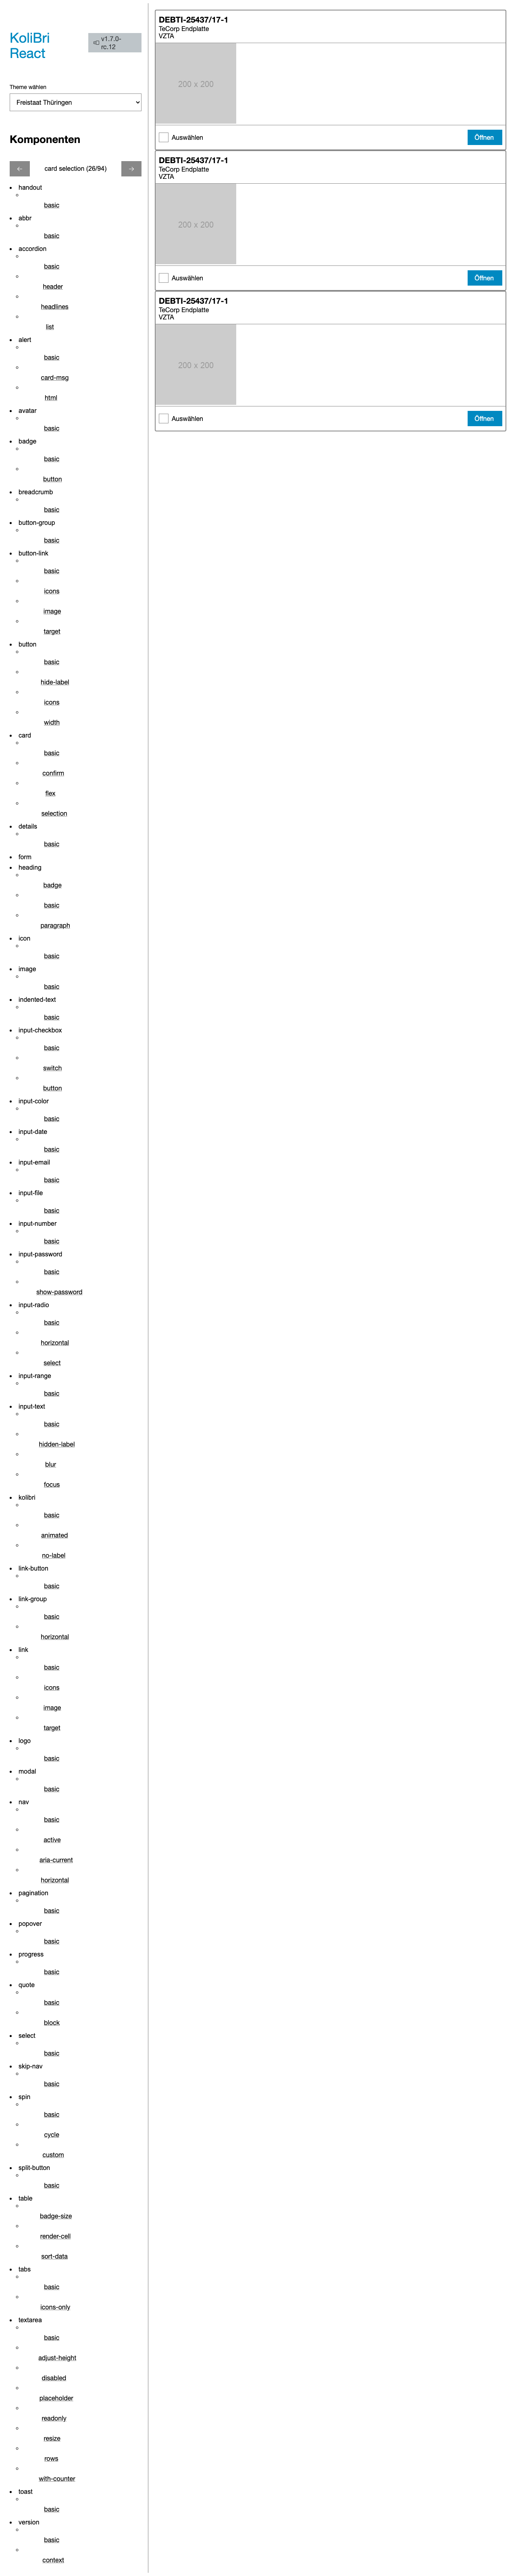 KoliBri
React
v1.7.0-
rc.12
Theme wählen
Freistaat Thüringen
Komponenten
card selection (26/94)
handout
basic
abbr
basic
accordion
basic
header
headlines
list
alert
basic
card-msg
html
avatar
basic
badge
basic
button
breadcrumb
basic
button-group
basic
button-link
basic
icons
image
target
button
basic
hide-label
icons
width
card
basic
confirm
flex
selection
details
basic
form
heading
badge
basic
paragraph
icon
basic
image
basic
indented-text
basic
input-checkbox
basic
switch
button
input-color
basic
input-date
basic
input-email
basic
input-file
basic
input-number
basic
input-password
basic
show-password
input-radio
basic
horizontal
select
input-range
basic
input-text
basic
hidden-label
blur
focus
kolibri
basic
animated
no-label
link-button
basic
link-group
basic
horizontal
link
basic
icons
image
target
logo
basic
modal
basic
nav
basic
active
aria-current
horizontal
pagination
basic
popover
basic
progress
basic
quote
basic
block
select
basic
skip-nav
basic
spin
basic
cycle
custom
split-button
basic
table
badge-size
render-cell
sort-data
tabs
basic
icons-only
textarea
basic
adjust-height
disabled
placeholder
readonly
resize
rows
with-counter
toast
basic
version
basic
context
DEBTI-25437/17-1
TeCorp Endplatte
VZTA
200 x 200
Auswählen
Öffnen
DEBTI-25437/17-1
TeCorp Endplatte
VZTA
200 x 200
Auswählen
Öffnen
DEBTI-25437/17-1
TeCorp Endplatte
VZTA
200 x 200
Auswählen
Öffnen